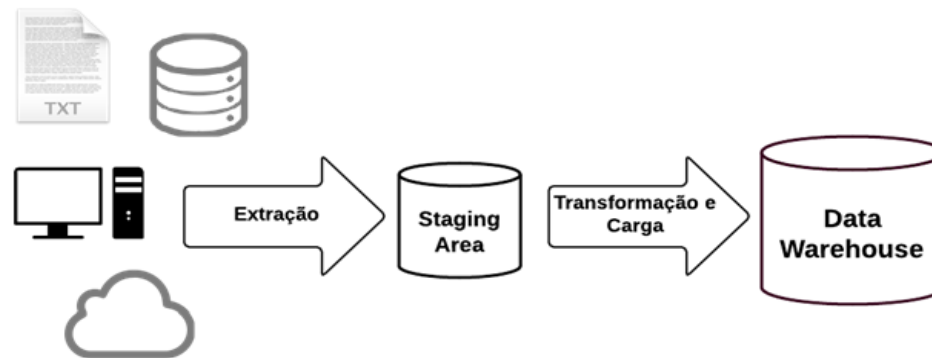 TXT
Extração
Staging
Area
Transformação e
Carga
Data
Warehouse